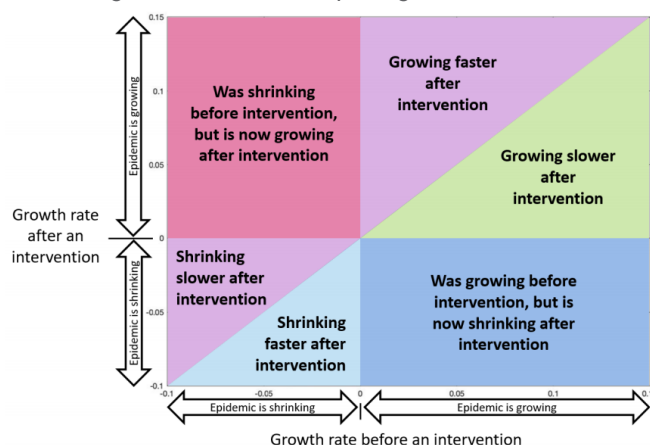 0.15
0.1
0.05
0
-0.05
-0.1
Epidemic is growing
Epidemic is shrinking
Growth rate
after an
intervention
Was shrinking
before intervention,
but is now growing
after intervention
Growing faster
after
intervention
Growing slower
after
intervention
Shrinking
slower after
intervention
Shrinking
faster after
intervention
Was growing before
intervention, but is
now shrinking after
intervention
-0.1
-0.05
0
0.05
0.1
Epidemic is shrinking
Epidemic is growing
Growth rate before an intervention